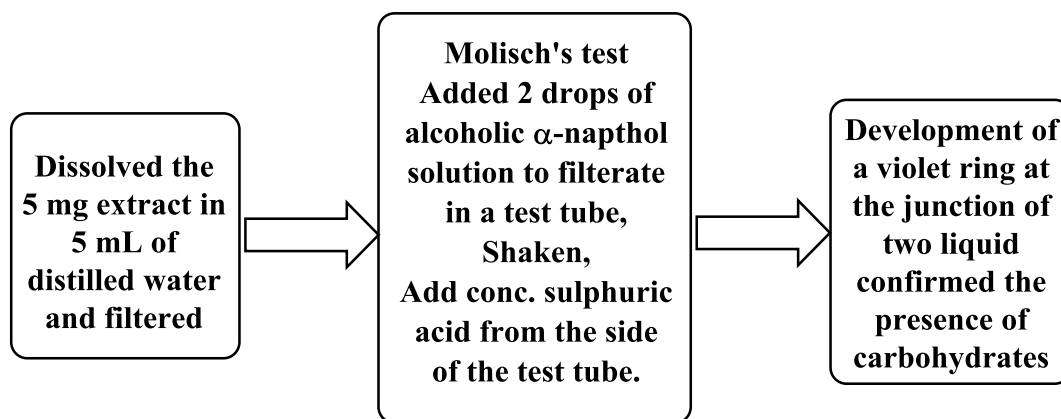 Dissolved the
5 mg extract in
5 mL of
distilled water
and filtered
Molisch's test
Added 2 drops of
alcoholic α-napthol
solution to filterate
in a test tube,
Shaken,
Add conc. sulphuric
acid from the side
of the test tube.
Development of
a violet ring at
the junction of
two liquid
confirmed the
presence of
carbohydrates